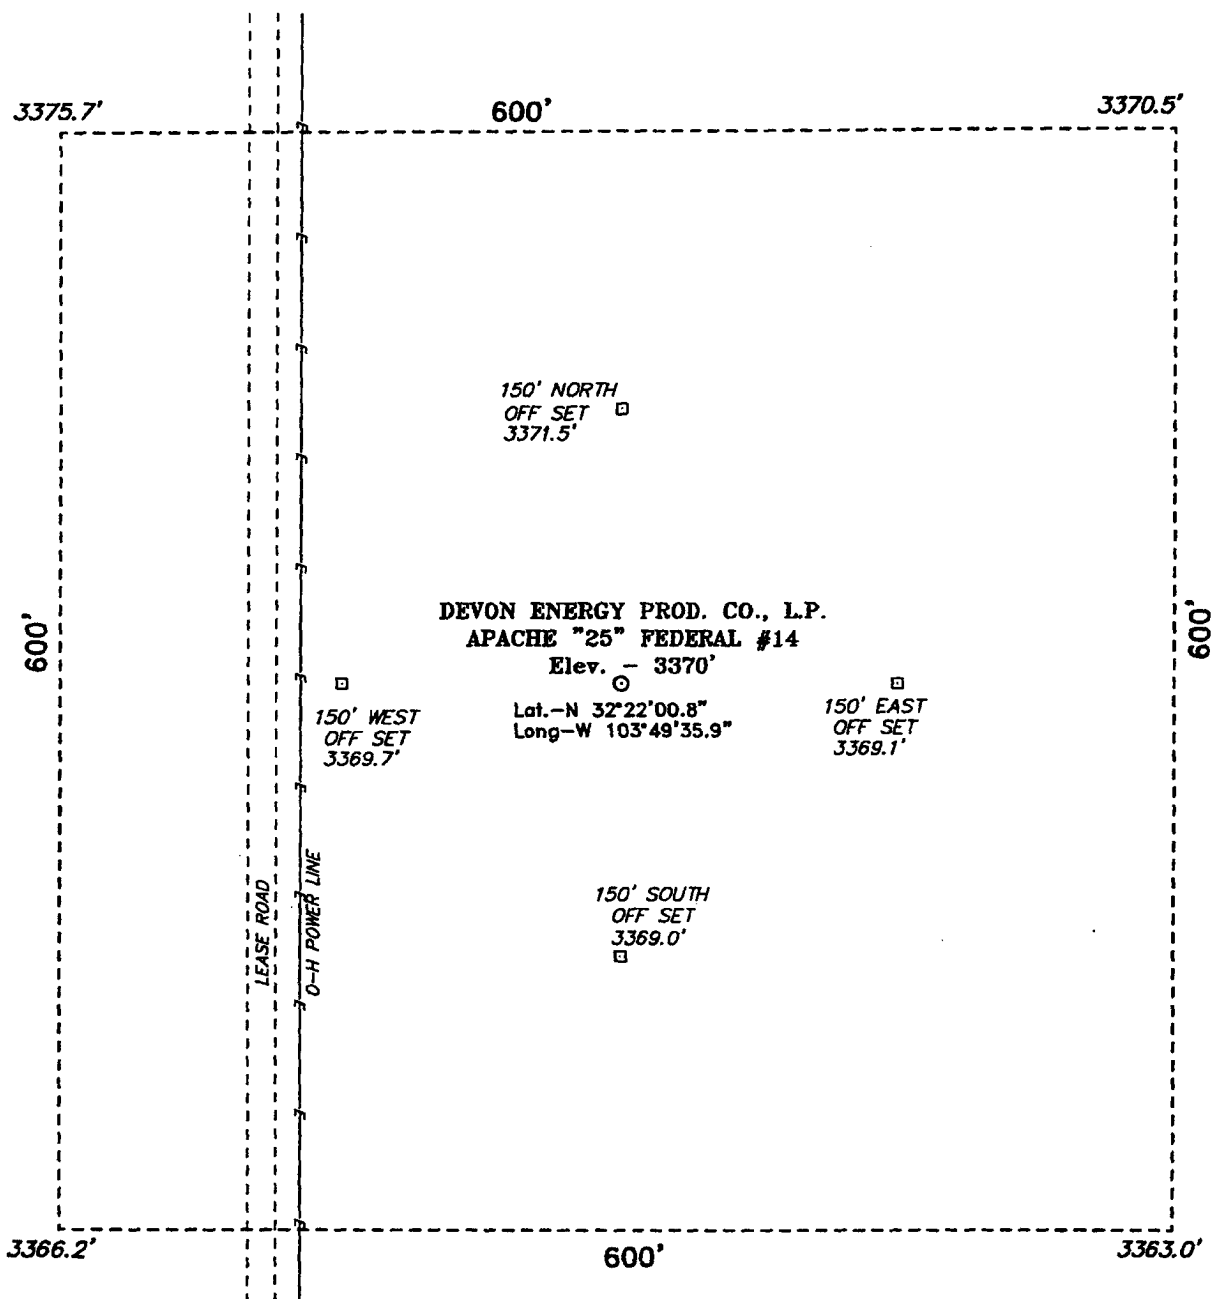 3375.7'
600'
3370.5'
150' NORTH
OFF SET
3371.5'
600'
DEVON ENERGY PROD. CO., L.P.
APACHE "25" FEDERAL #14
Elev. - 3370'
600'
Lat.-N 32°22'00.8"
Long-W 103°49'35.9"
150' WEST
OFF SET
3369.7'
150' EAST
OFF SET
3369.1'
LEASE ROAD
O-H POWER LINE
150' SOUTH
OFF SET
3369.0'
3366.2'
600'
3363.0'